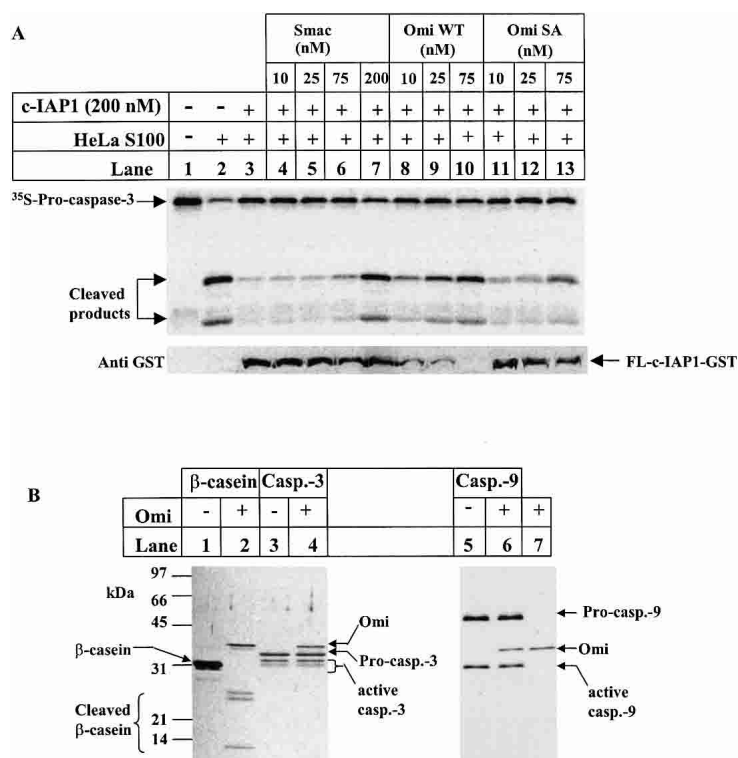 A
Smac (nM) Omi WT (nM) Omi SA (nM)
10 25 75 200 10 25 75 10 25 75
c-IAP1 (200 nM) - - + + + + + + + + + + +
HeLa S100 - + + + + + + + + + + + +
Lane 1 2 3 4 5 6 7 8 9 10 11 12 13
³⁵S-Pro-caspase-3
Cleaved
products
Anti GST FL-c-IAP1-GST
B
β-casein Casp.-3 Casp.-9
Omi - + - + - + +
Lane 1 2 3 4 5 6 7
kDa
97
66
45
31
21
14
β-casein
Cleaved
β-casein
Omi
Pro-casp.-3
active
casp.-3
Pro-casp.-9
Omi
active
casp.-9